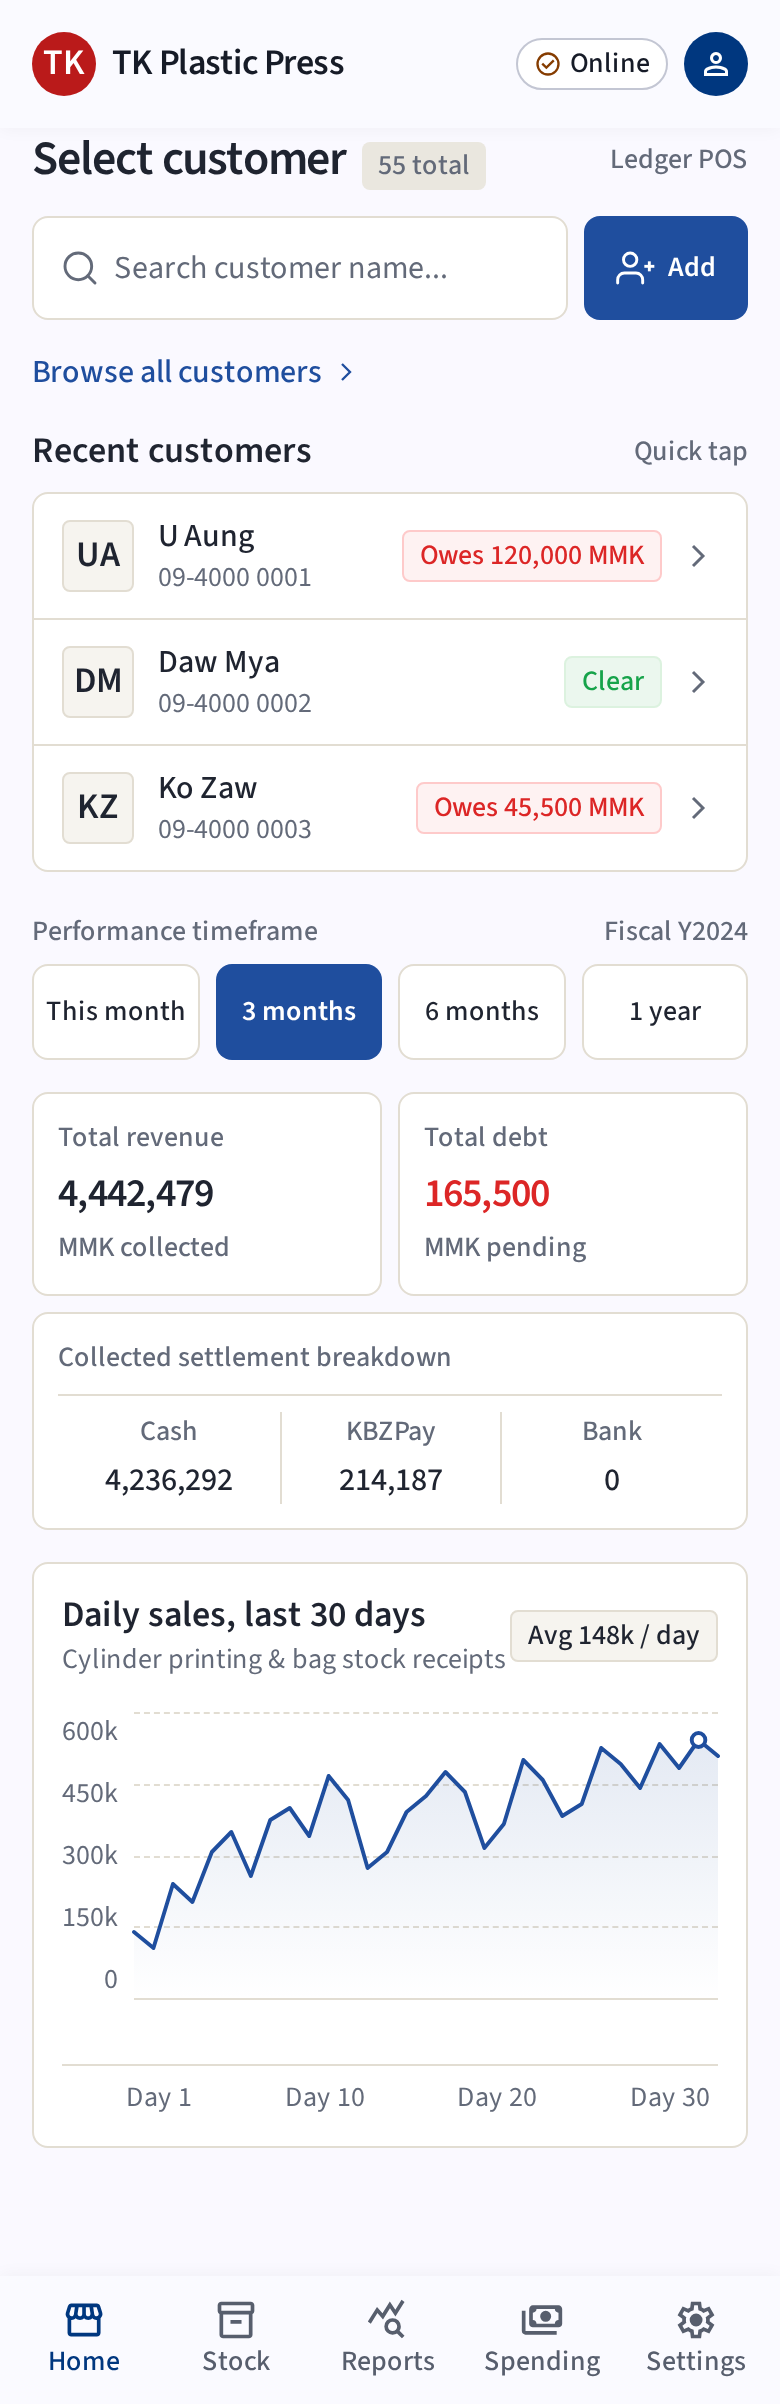 TK
TK Plastic Press
Online
Select customer
55 total
Ledger POS
Search customer name...
Add
Browse all customers
Recent customers
Quick tap
UA
U Aung
09-4000 0001
Owes 120,000 MMK
DM
Daw Mya
09-4000 0002
Clear
KZ
Ko Zaw
09-4000 0003
Owes 45,500 MMK
Performance timeframe
Fiscal Y2024
This month
3 months
6 months
1 year
Total revenue
4,442,479
MMK collected
Total debt
165,500
MMK pending
Collected settlement breakdown
Cash
4,236,292
KBZPay
214,187
Bank
0
Daily sales, last 30 days
Cylinder printing & bag stock receipts
Avg 148k / day
600k
450k
300k
150k
0
Day 1
Day 10
Day 20
Day 30
Home
Stock
Reports
Spending
Settings